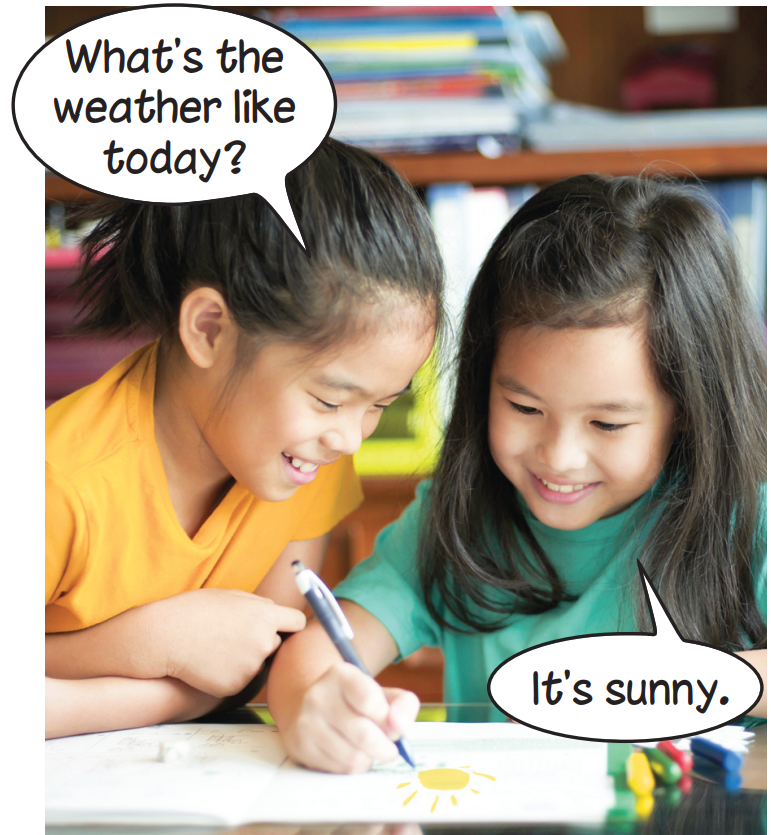 What's the
weather like
today?
It's sunny.